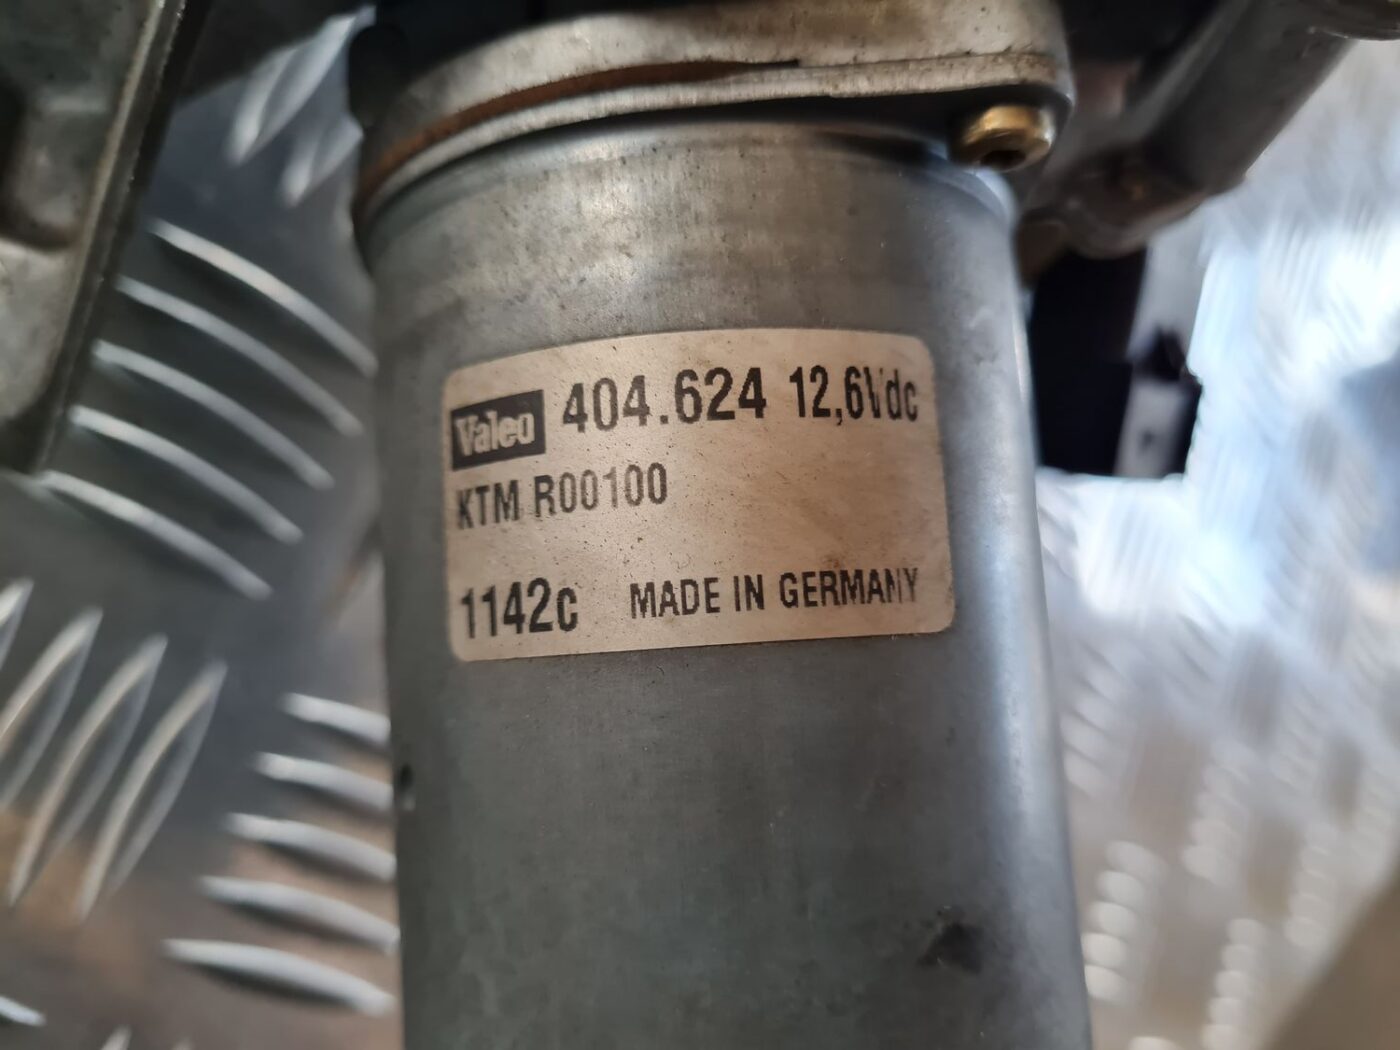 Valeo 404.624 12,6Vdc
KTM R00100
1142c MADE IN GERMANY